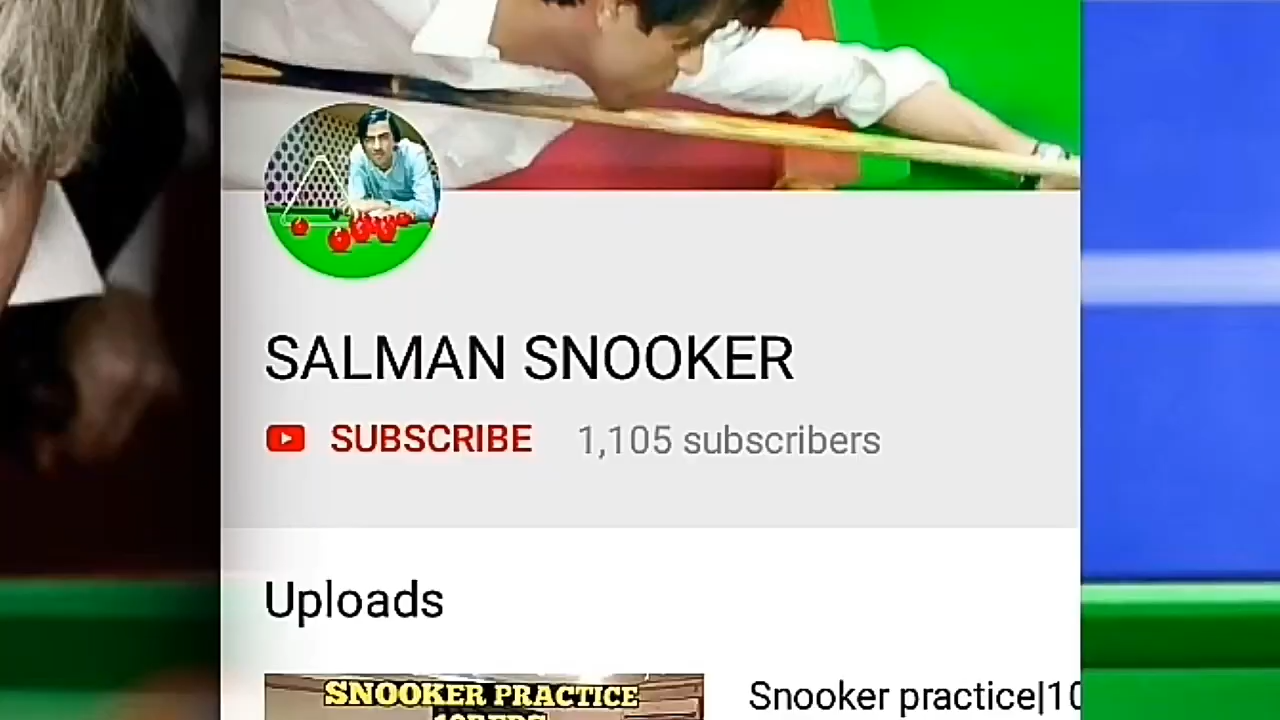 SALMAN SNOOKER
SUBSCRIBE 1,105 subscribers
Uploads
SNOOKER PRACTICE
Snooker practice|10